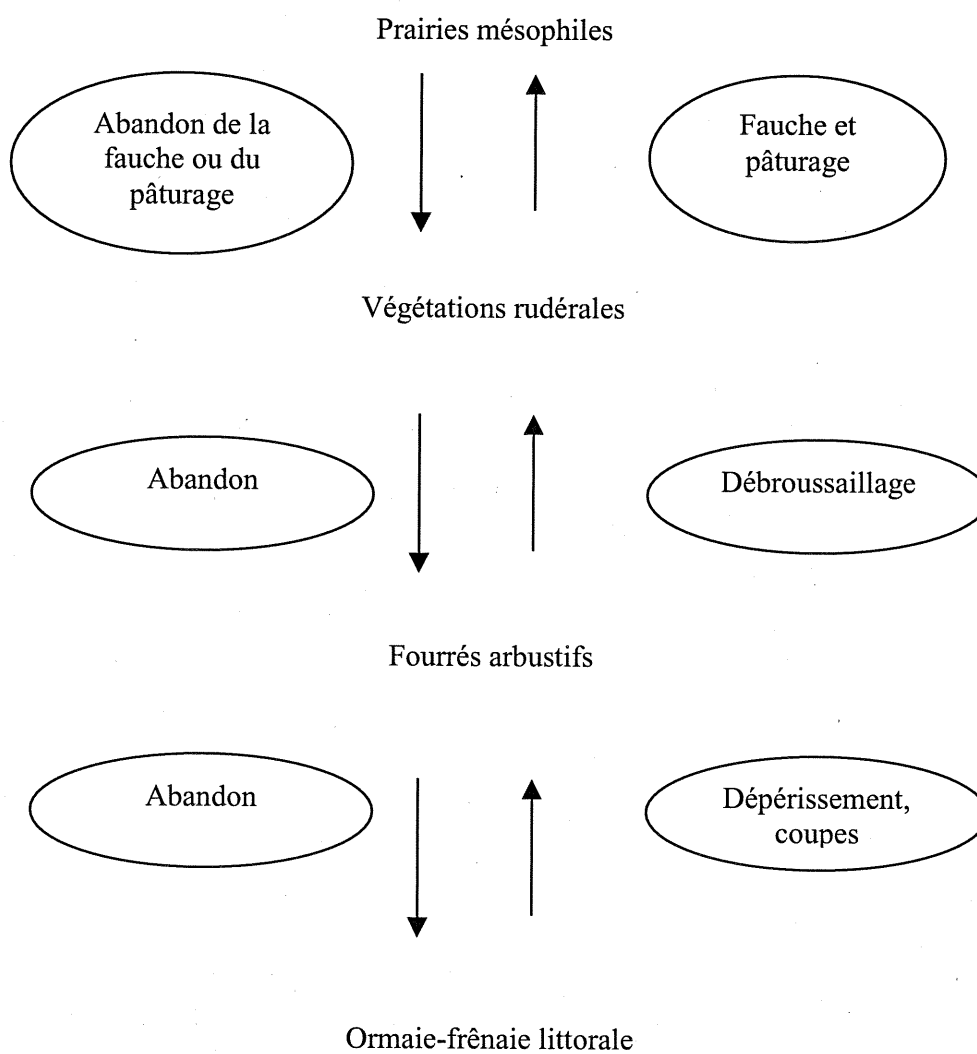 Prairies mésophiles
Abandon de la
fauche ou du
pâturage
Fauche et
pâturage
Végétations rudérales
Abandon
Débroussaillage
Fourrés arbustifs
Abandon
Dépérissement,
coupes
Ormaie-frênaie littorale